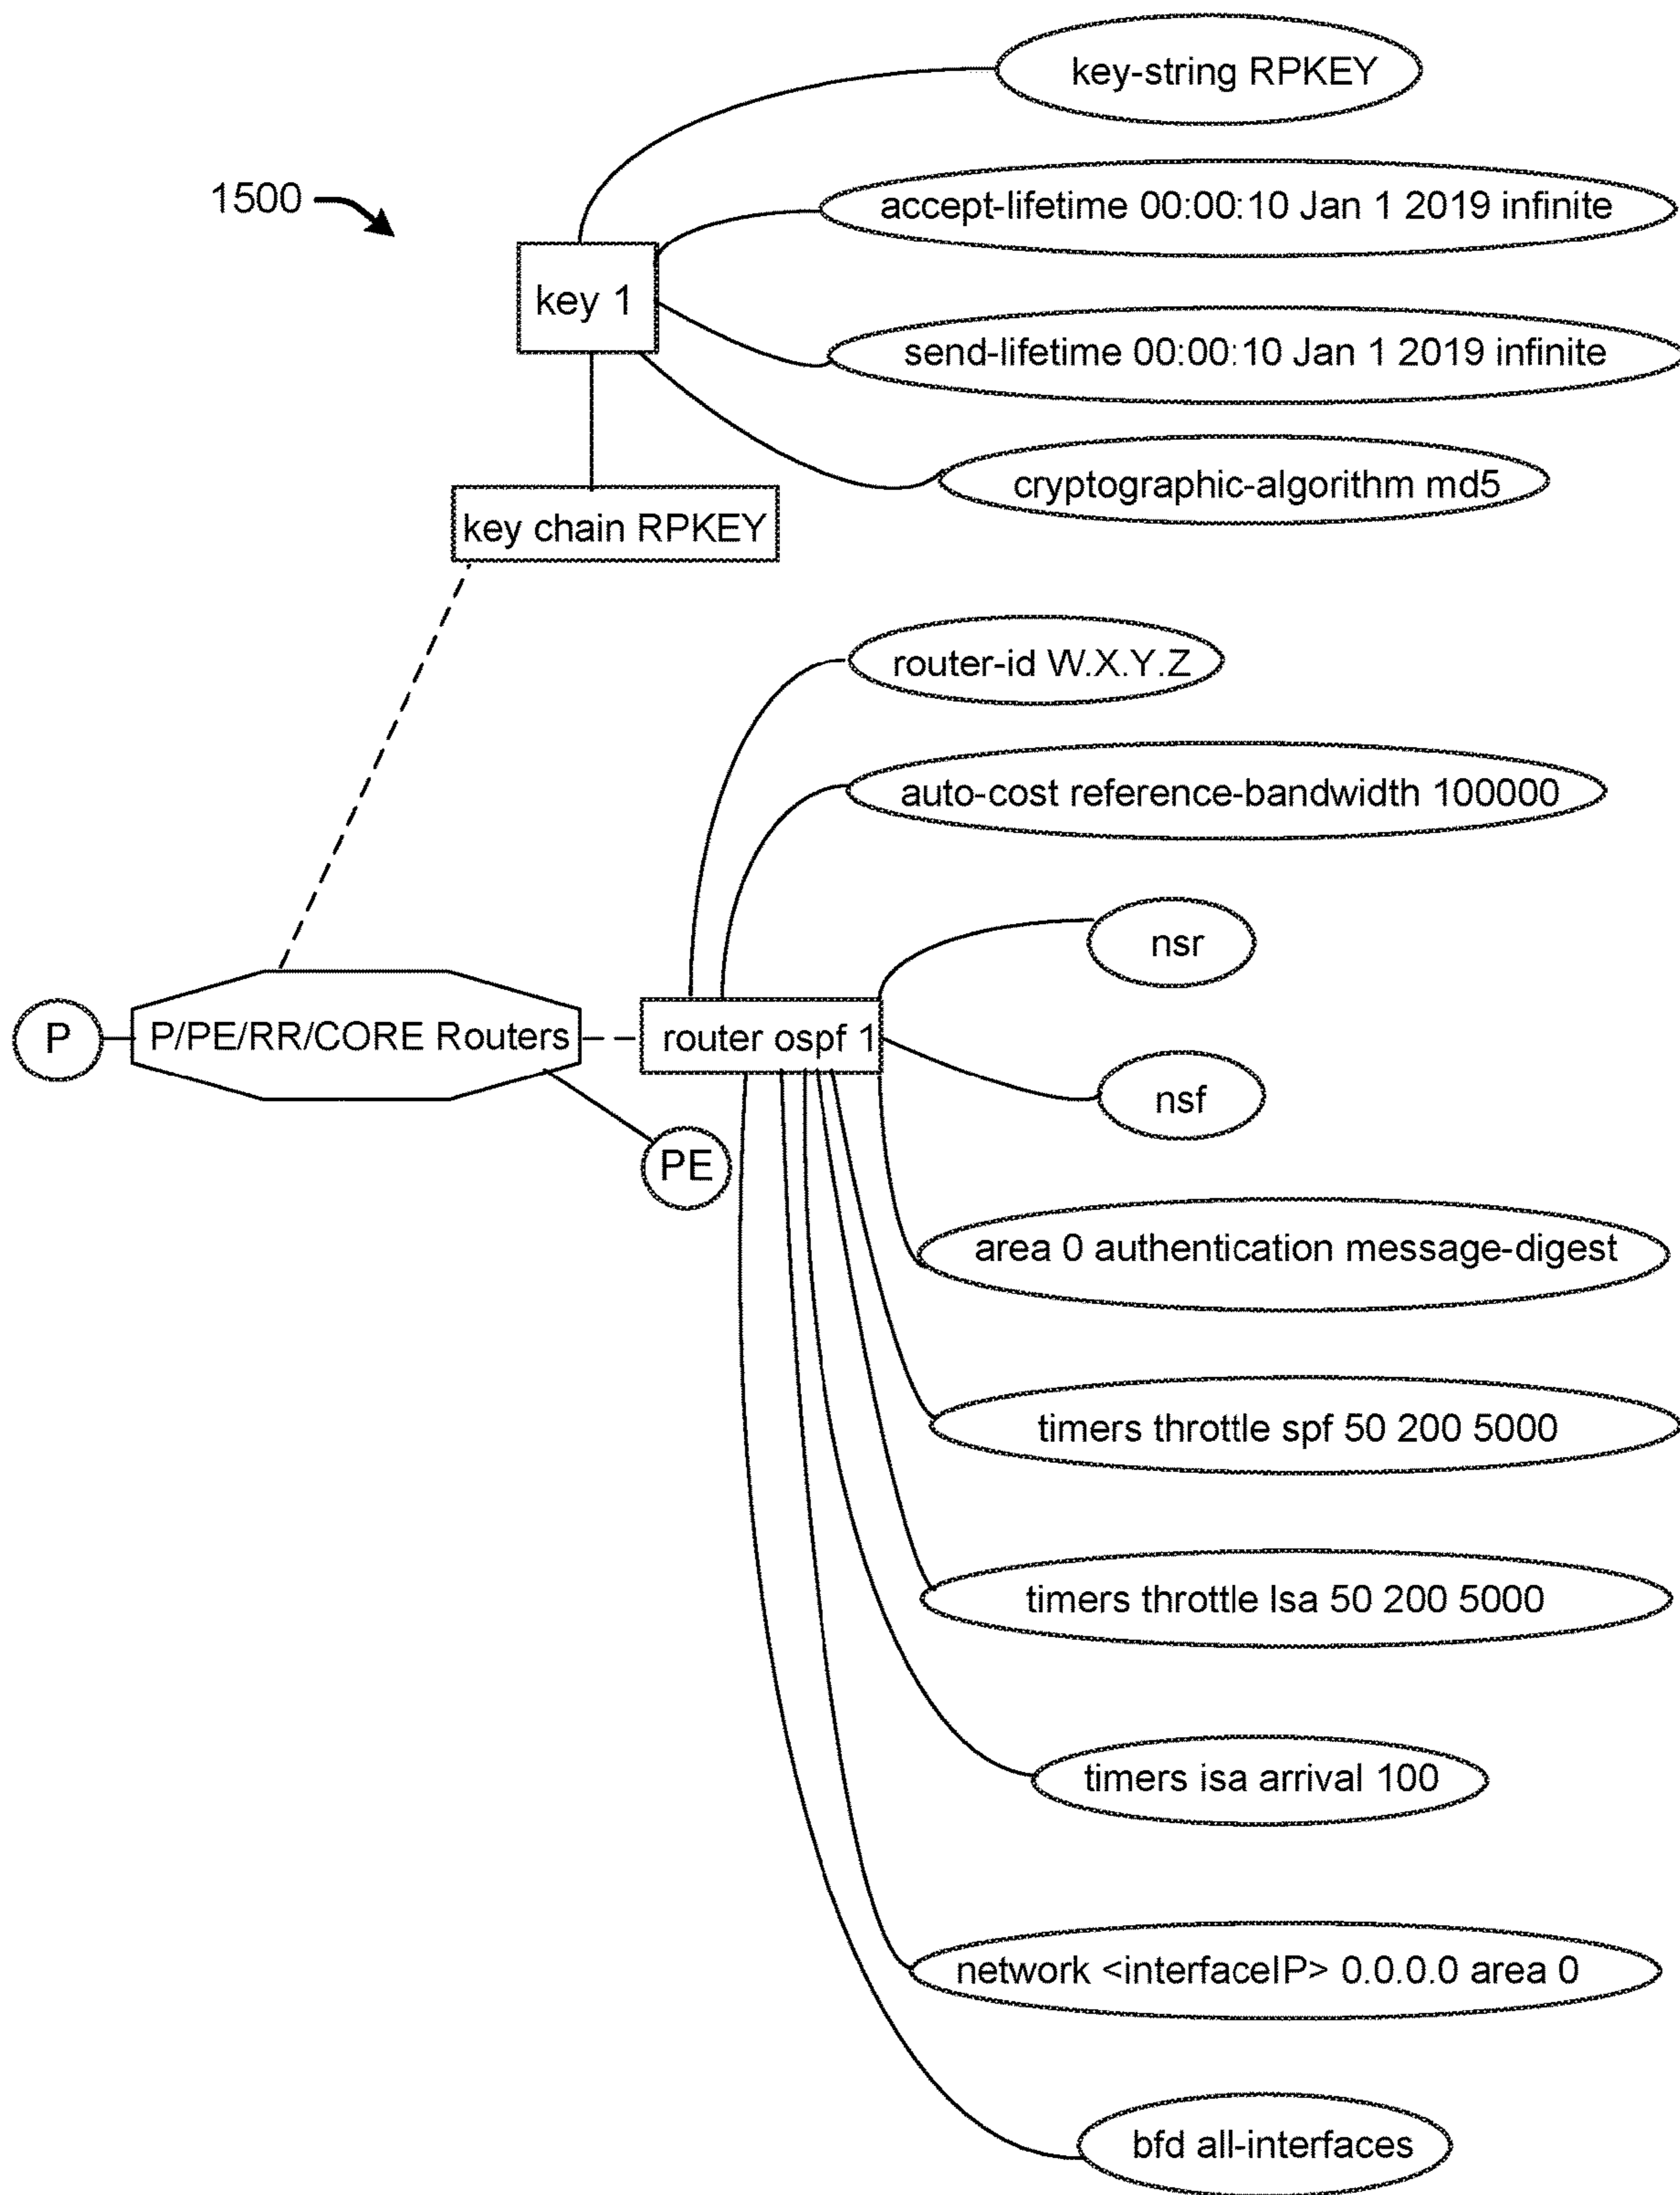 key-string RPKEY
1500
accept-lifetime 00:00:10 Jan 1 2019 infinite
key 1
send-lifetime 00:00:10 Jan 1 2019 infinite
cryptographic-algorithm md5
key chain RPKEY
router-id W.X.Y.Z
auto-cost reference-bandwidth 100000
nsr
P
P/PE/RR/CORE Routers
router ospf 1
nsf
PE
area 0 authentication message-digest
timers throttle spf 50 200 5000
timers throttle lsa 50 200 5000
timers isa arrival 100
network <interfaceIP> 0.0.0.0 area 0
bfd all-interfaces